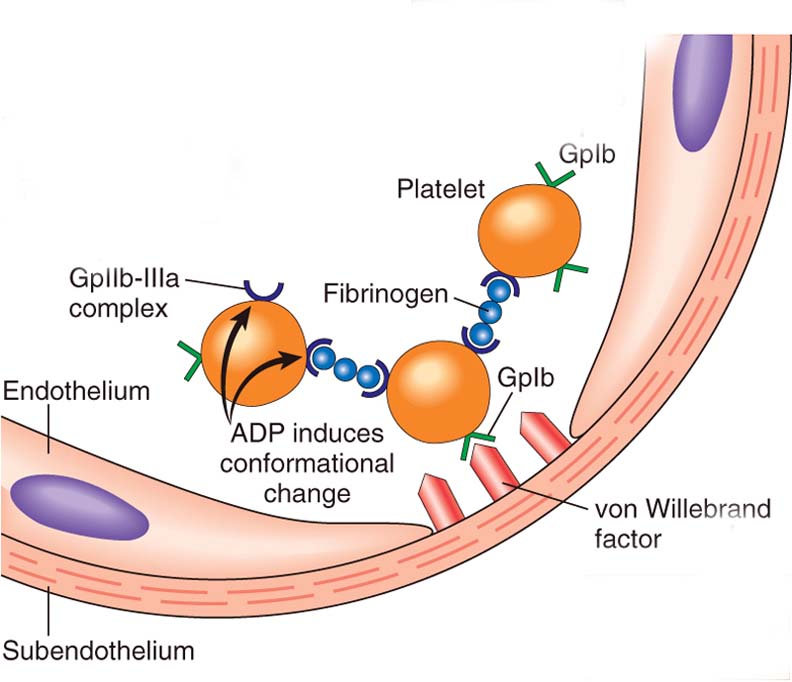 GpIb
Platelet
GpIIb-IIIa
complex
Fibrinogen
GpIb
Endothelium
ADP induces
conformational
change
von Willebrand
factor
Subendothelium